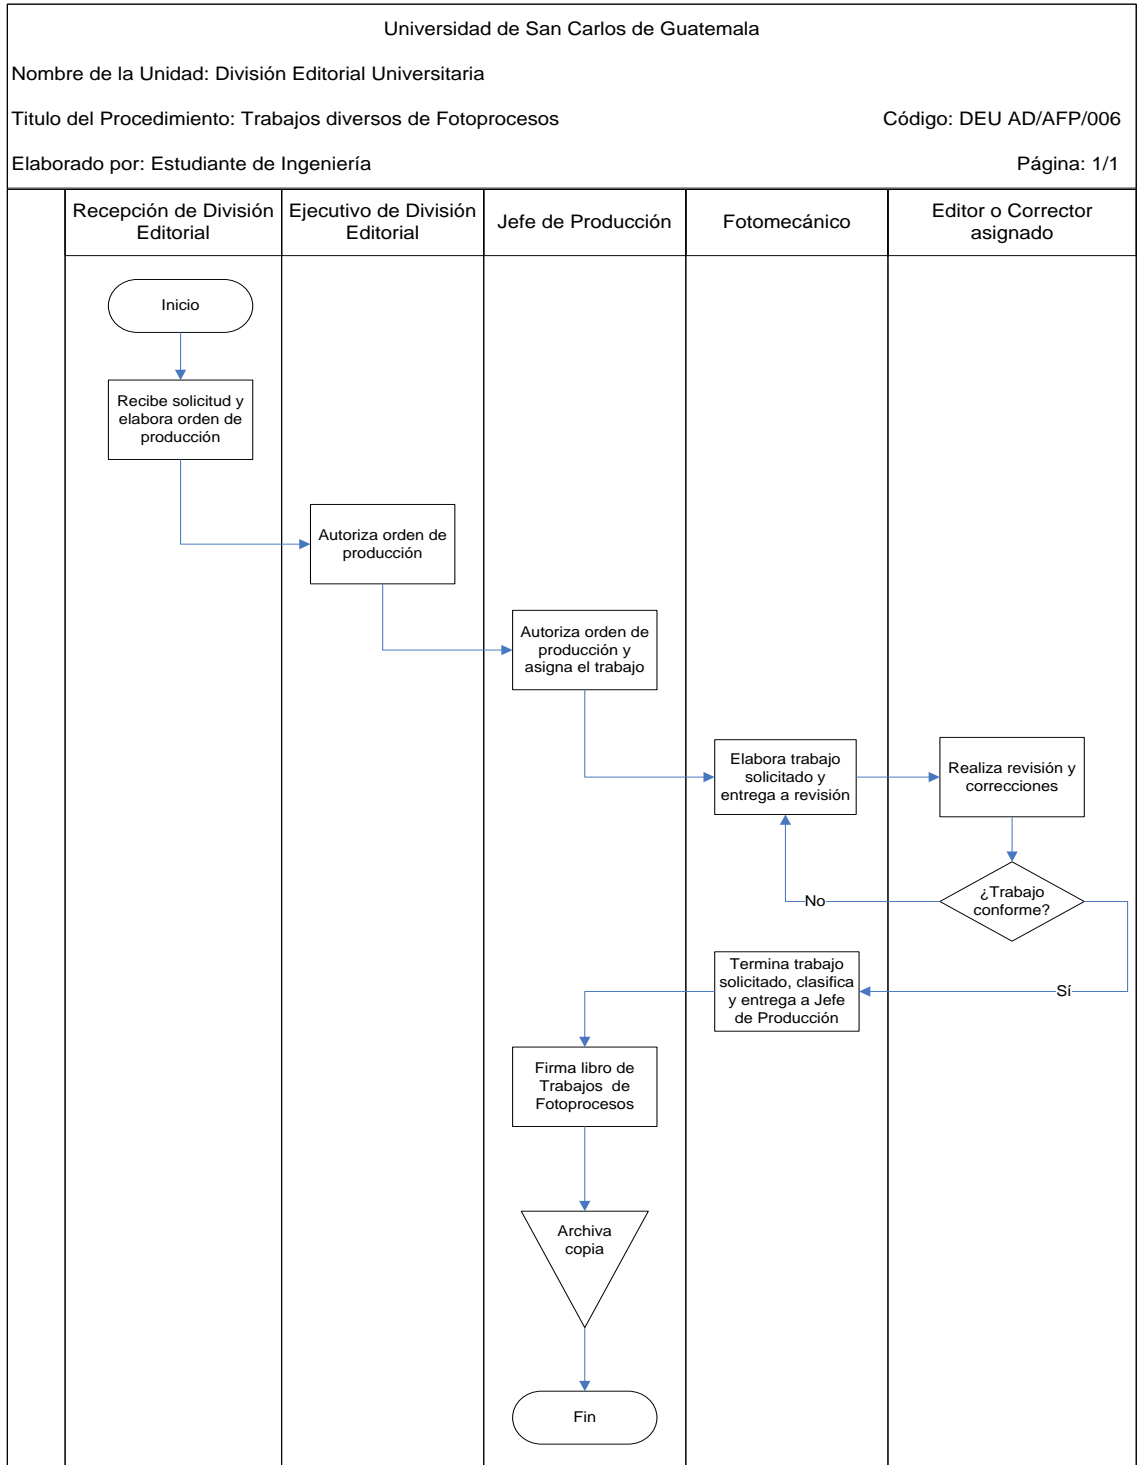 Universidad de San Carlos de Guatemala
Nombre de la Unidad: División Editorial Universitaria
Titulo del Procedimiento: Trabajos diversos de Fotoprocesos
Código: DEU AD/AFP/006
Elaborado por: Estudiante de Ingeniería
Página: 1/1
Recepción de División
Editorial
Ejecutivo de División
Editorial
Jefe de Producción
Fotomecánico
Editor o Corrector
asignado
Inicio
Recibe solicitud y
elabora orden de
producción
Autoriza orden de
producción
Autoriza orden de
producción y
asigna el trabajo
Elabora trabajo
solicitado y
entrega a revisión
Realiza revisión y
correcciones
¿Trabajo
conforme?
No
Sí
Termina trabajo
solicitado, clasifica
y entrega a Jefe
de Producción
Firma libro de
Trabajos de
Fotoprocesos
Archiva
copia
Fin